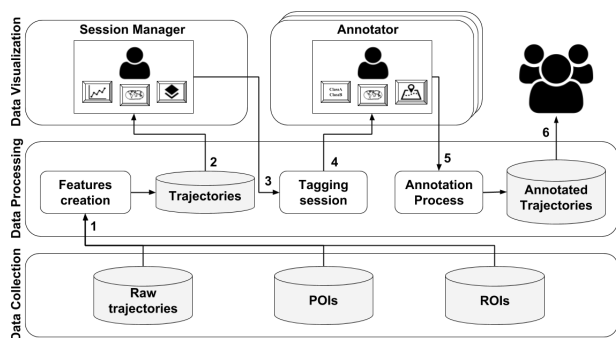 Data Visualization
Session Manager
Annotator
ClassA
ClassB
2
3
4
5
6
Data Processing
Features
creation
Trajectories
Tagging
session
Annotation
Process
Annotated
Trajectories
1
Data Collection
Raw
trajectories
POIs
ROIs